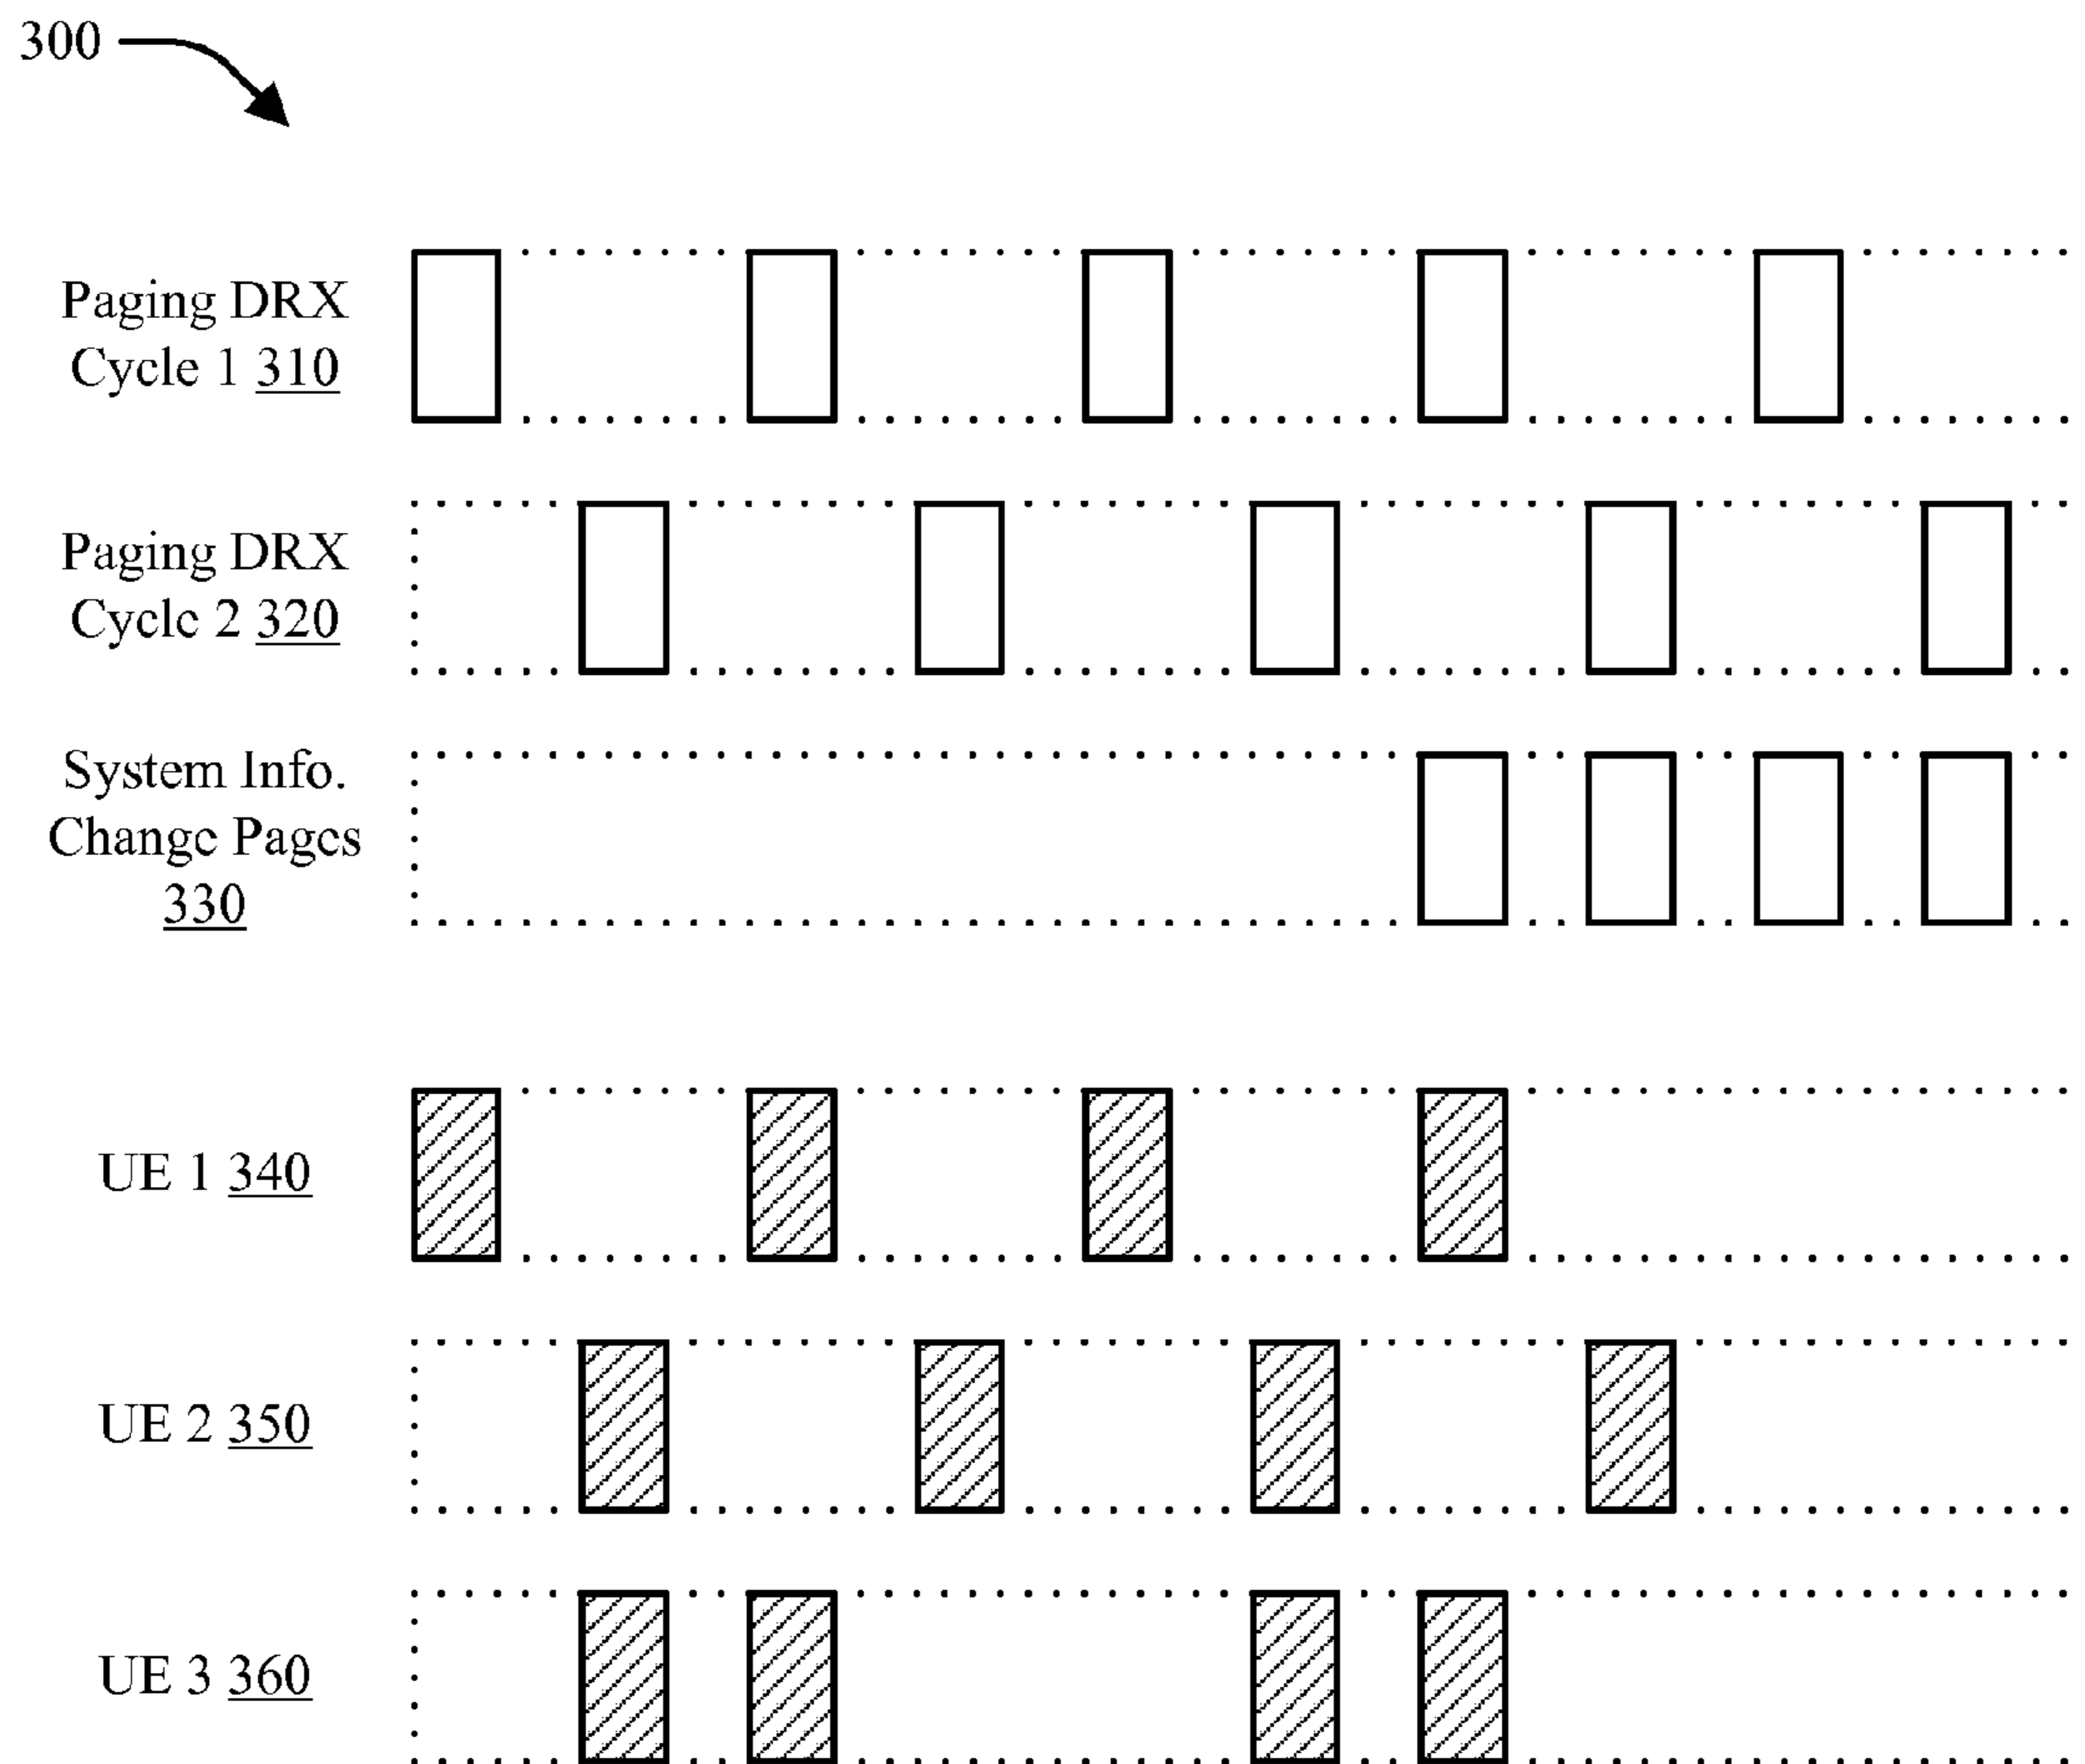 300
Paging DRX
Cycle 1 310
Paging DRX
Cycle 2 320
System Info.
Change Pages
330
UE 1 340
UE 2 350
UE 3 360